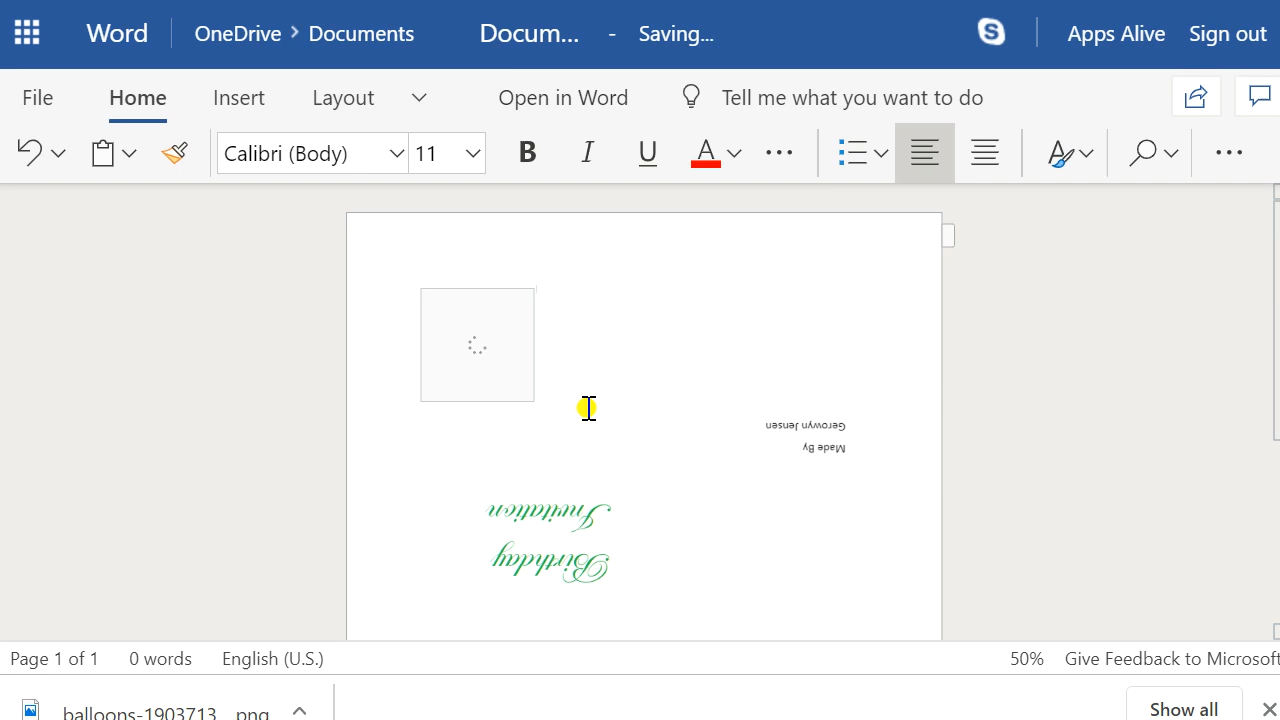 Word OneDrive > Documents Docum... - Saving... Apps Alive Sign out
File Home Insert Layout Open in Word Tell me what you want to do
Calibri (Body) 11 B I U A
Gerowyn Jensen
Made By
Invitation
Birthday
Page 1 of 1 0 words English (U.S.) 50% Give Feedback to Microsoft
balloons-1903713_.png Show all